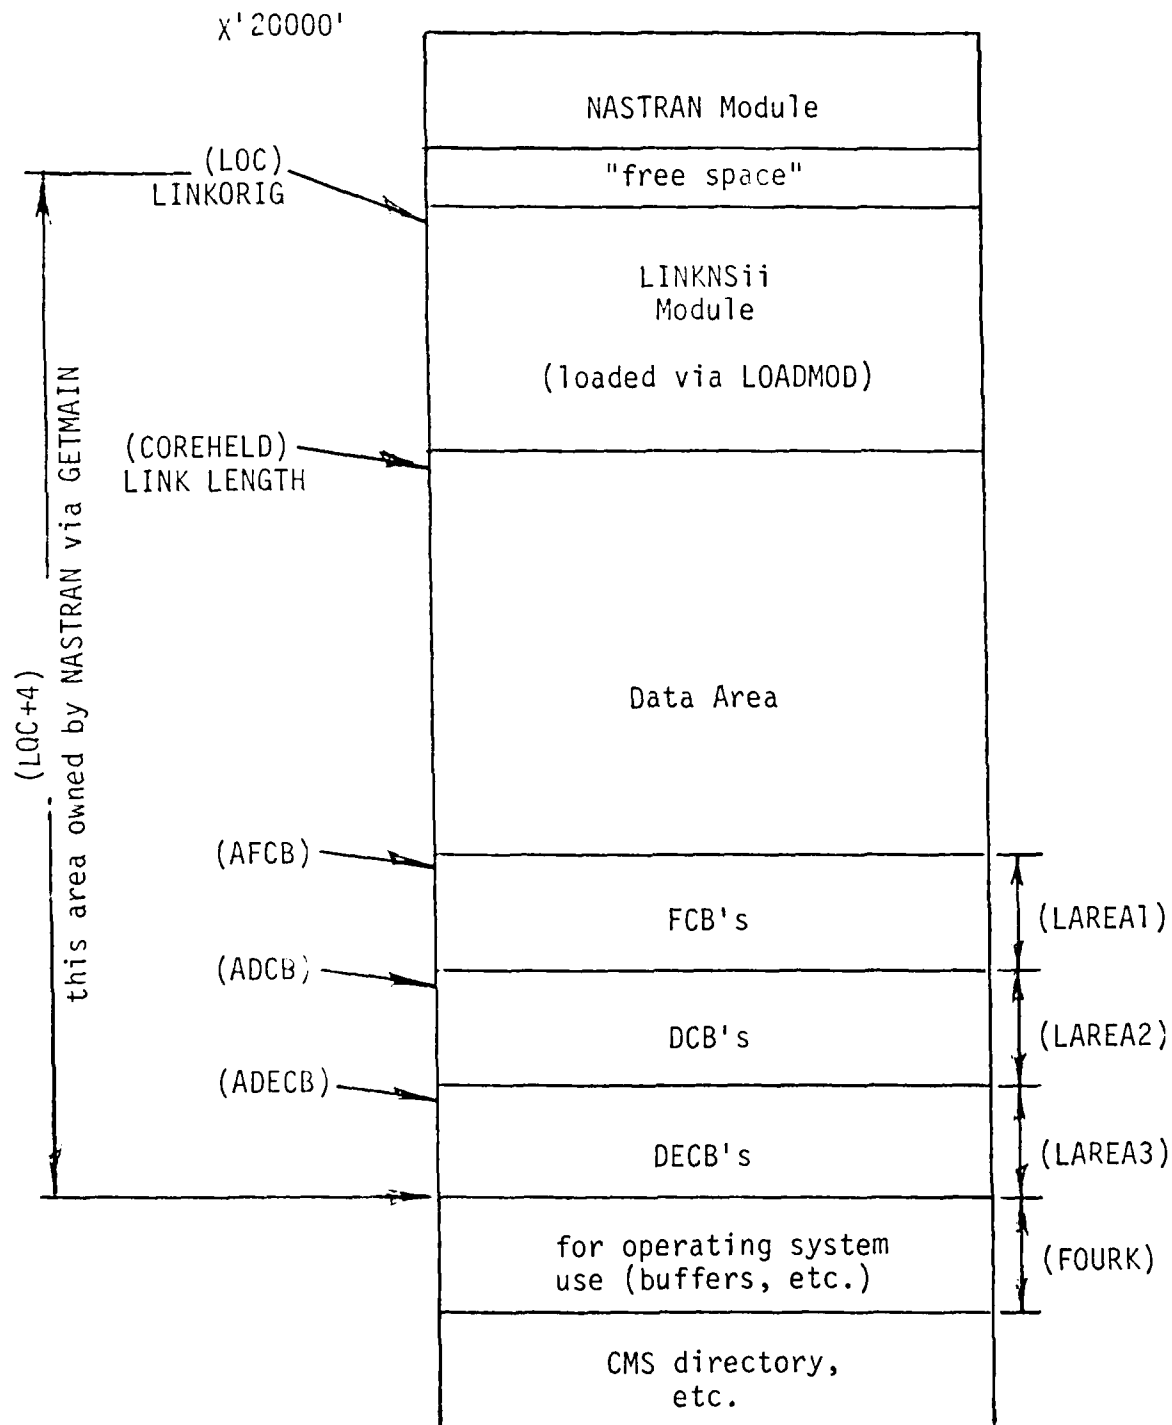 X'20000'
NASTRAN Module
(LOC)
LINKORIG
"free space"
LINKNSii
Module
(loaded via LOADMOD)
(COREHELD)
LINK LENGTH
(LOC+4)
this area owned by NASTRAN via GETMAIN
Data Area
(AFCB)
FCB's
(LAREA1)
(ADCB)
DCB's
(LAREA2)
(ADECB)
DECB's
(LAREA3)
for operating system
use (buffers, etc.)
(FOURK)
CMS directory,
etc.